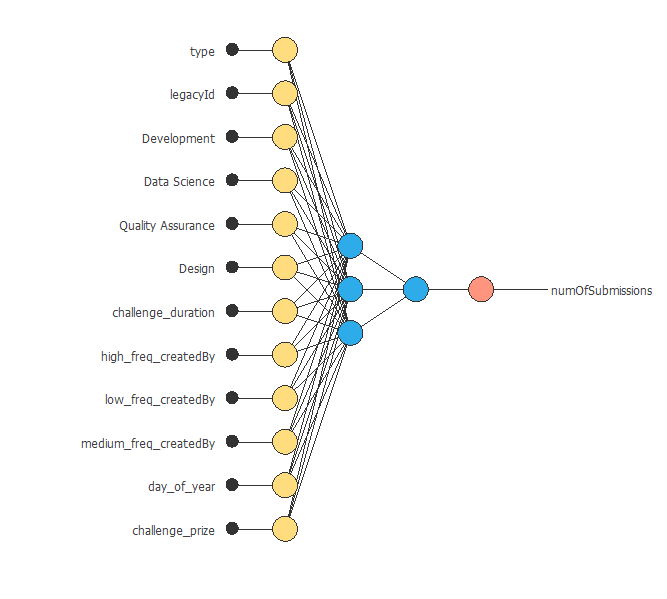 type
legacyId
Development
Data Science
Quality Assurance
Design
challenge_duration
high_freq_createdBy
low_freq_createdBy
medium_freq_createdBy
day_of_year
challenge_prize
numOfSubmissions